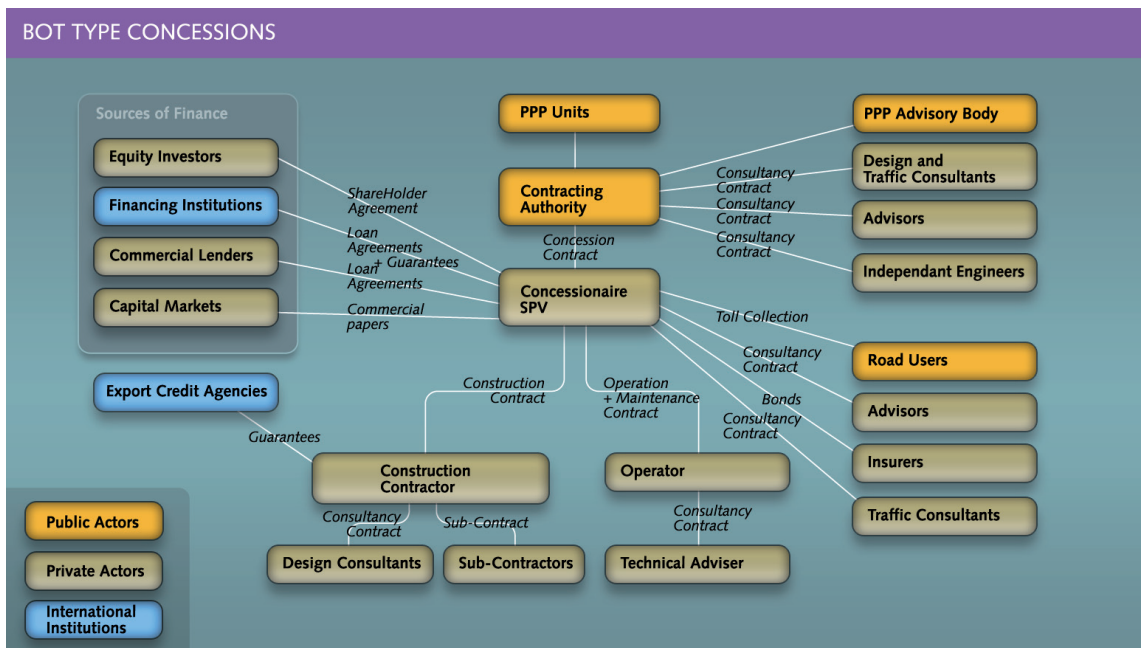 BOT TYPE CONCESSIONS
Sources of Finance
Equity Investors
Financing Institutions
Commercial Lenders
Capital Markets
Export Credit Agencies
PPP Units
Contracting
Authority
Concession
Contract
Concessionaire
SPV
ShareHolder
Agreement
Loan
Agreements
+ Guarantees
Loan
Agreements
Commercial
papers
PPP Advisory Body
Design and
Traffic Consultants
Advisors
Independant Engineers
Consultancy
Contract
Consultancy
Contract
Consultancy
Contract
Toll Collection
Consultancy
Contract
Bonds
Consultancy
Contract
Road Users
Advisors
Insurers
Traffic Consultants
Construction
Contract
Operation
+ Maintenance
Contract
Guarantees
Construction
Contractor
Operator
Consultancy
Contract
Sub-Contract
Consultancy
Contract
Design Consultants
Sub-Contractors
Technical Adviser
Public Actors
Private Actors
International
Institutions